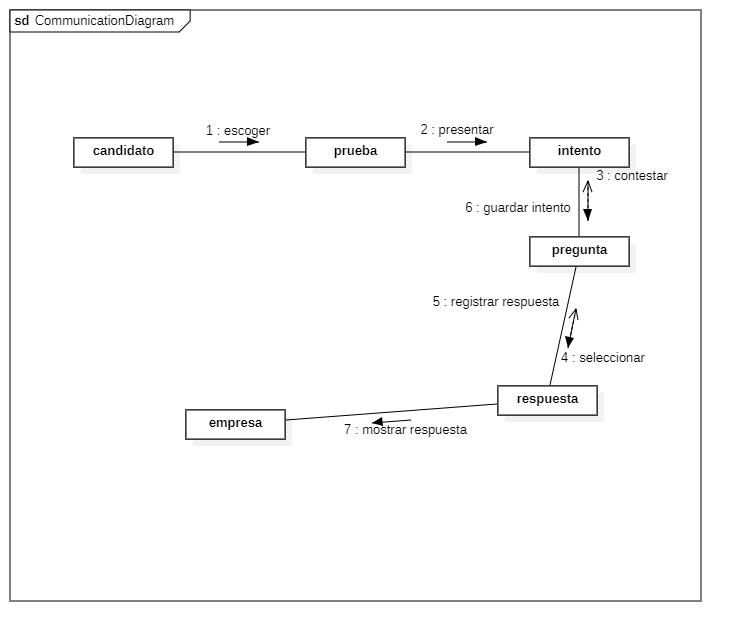 sd CommunicationDiagram
1 : escoger
2 : presentar
candidato
prueba
intento
3 : contestar
6 : guardar intento
pregunta
5 : registrar respuesta
4 : seleccionar
respuesta
empresa
7 : mostrar respuesta